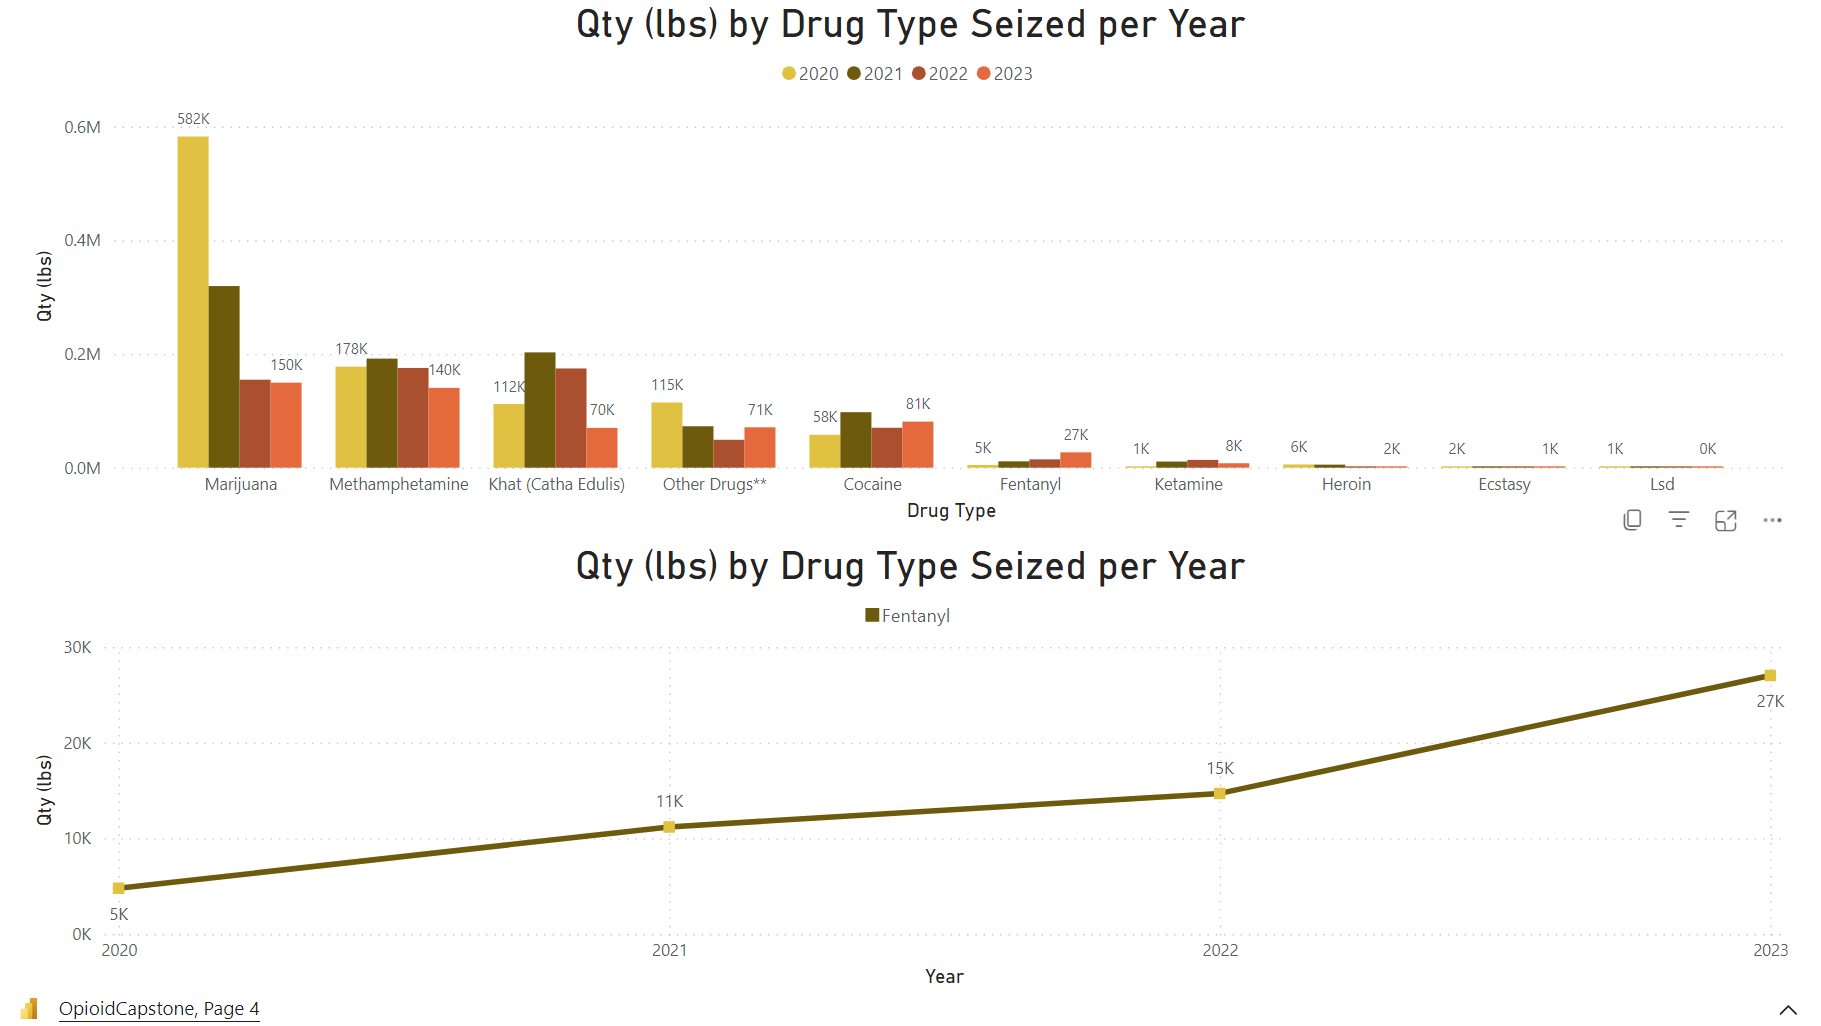 Qty (lbs) by Drug Type Seized per Year
2020 2021 2022 2023
Qty (lbs)
0.6M
0.4M
0.2M
0.0M
582K 150K
178K 140K
112K 70K
115K 71K
58K 81K
5K 27K
1K 8K
6K 2K
2K 1K
1K 0K
Marijuana Methamphetamine Khat (Catha Edulis) Other Drugs** Cocaine Fentanyl Ketamine Heroin Ecstasy Lsd
Drug Type
Qty (lbs) by Drug Type Seized per Year
Fentanyl
Qty (lbs)
30K
20K
10K
0K
5K 11K 15K 27K
2020 2021 2022 2023
Year
OpioidCapstone, Page 4